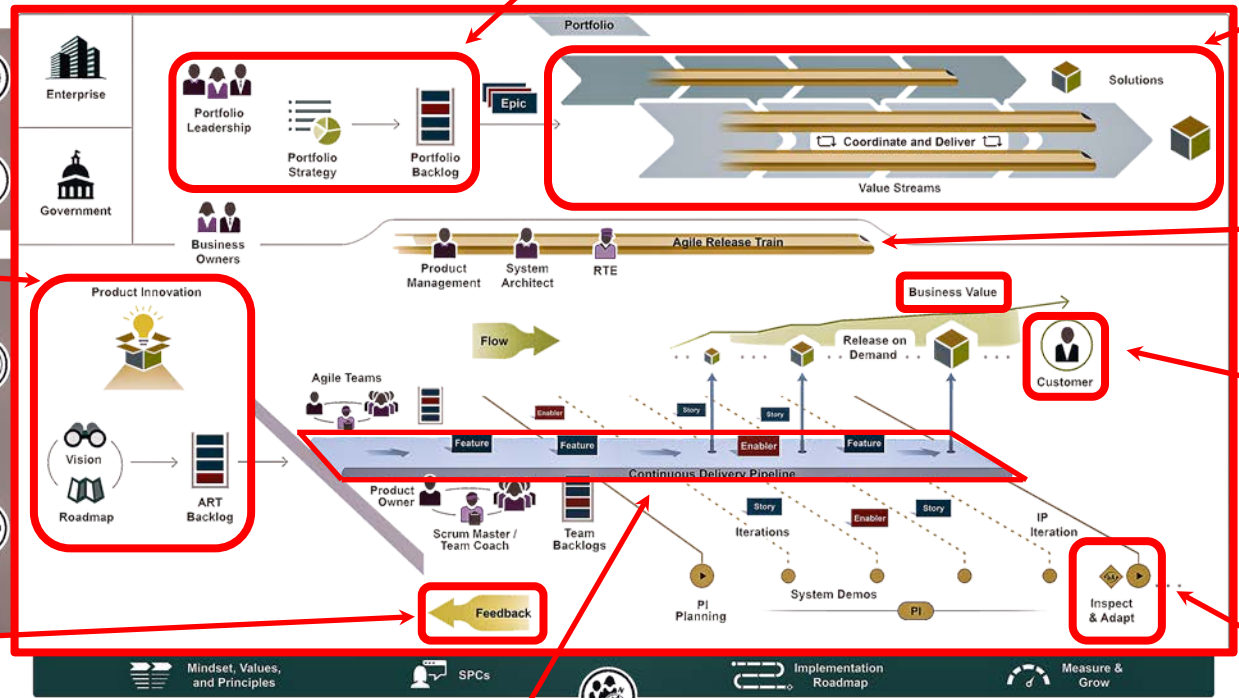 Portfolio
Enterprise
Government
Portfolio
Leadership
Portfolio
Strategy
Portfolio
Backlog
Epic
Solutions
Coordinate and Deliver
Value Streams
Business
Owners
Agile Release Train
Product
Management
System
Architect
RTE
Product Innovation
Vision
Roadmap
ART
Backlog
Business Value
Flow
Release on
Demand
Customer
Agile Teams
Enabler
Story
Story
Feature
Feature
Enabler
Feature
Continuous Delivery Pipeline
Product
Owner
Scrum Master /
Team Coach
Team
Backlogs
Story
Enabler
Story
Iterations
IP
Iteration
PI
Planning
System Demos
PI
Inspect
& Adapt
Feedback
Mindset, Values,
and Principles
SPCs
Implementation
Roadmap
Measure &
Grow